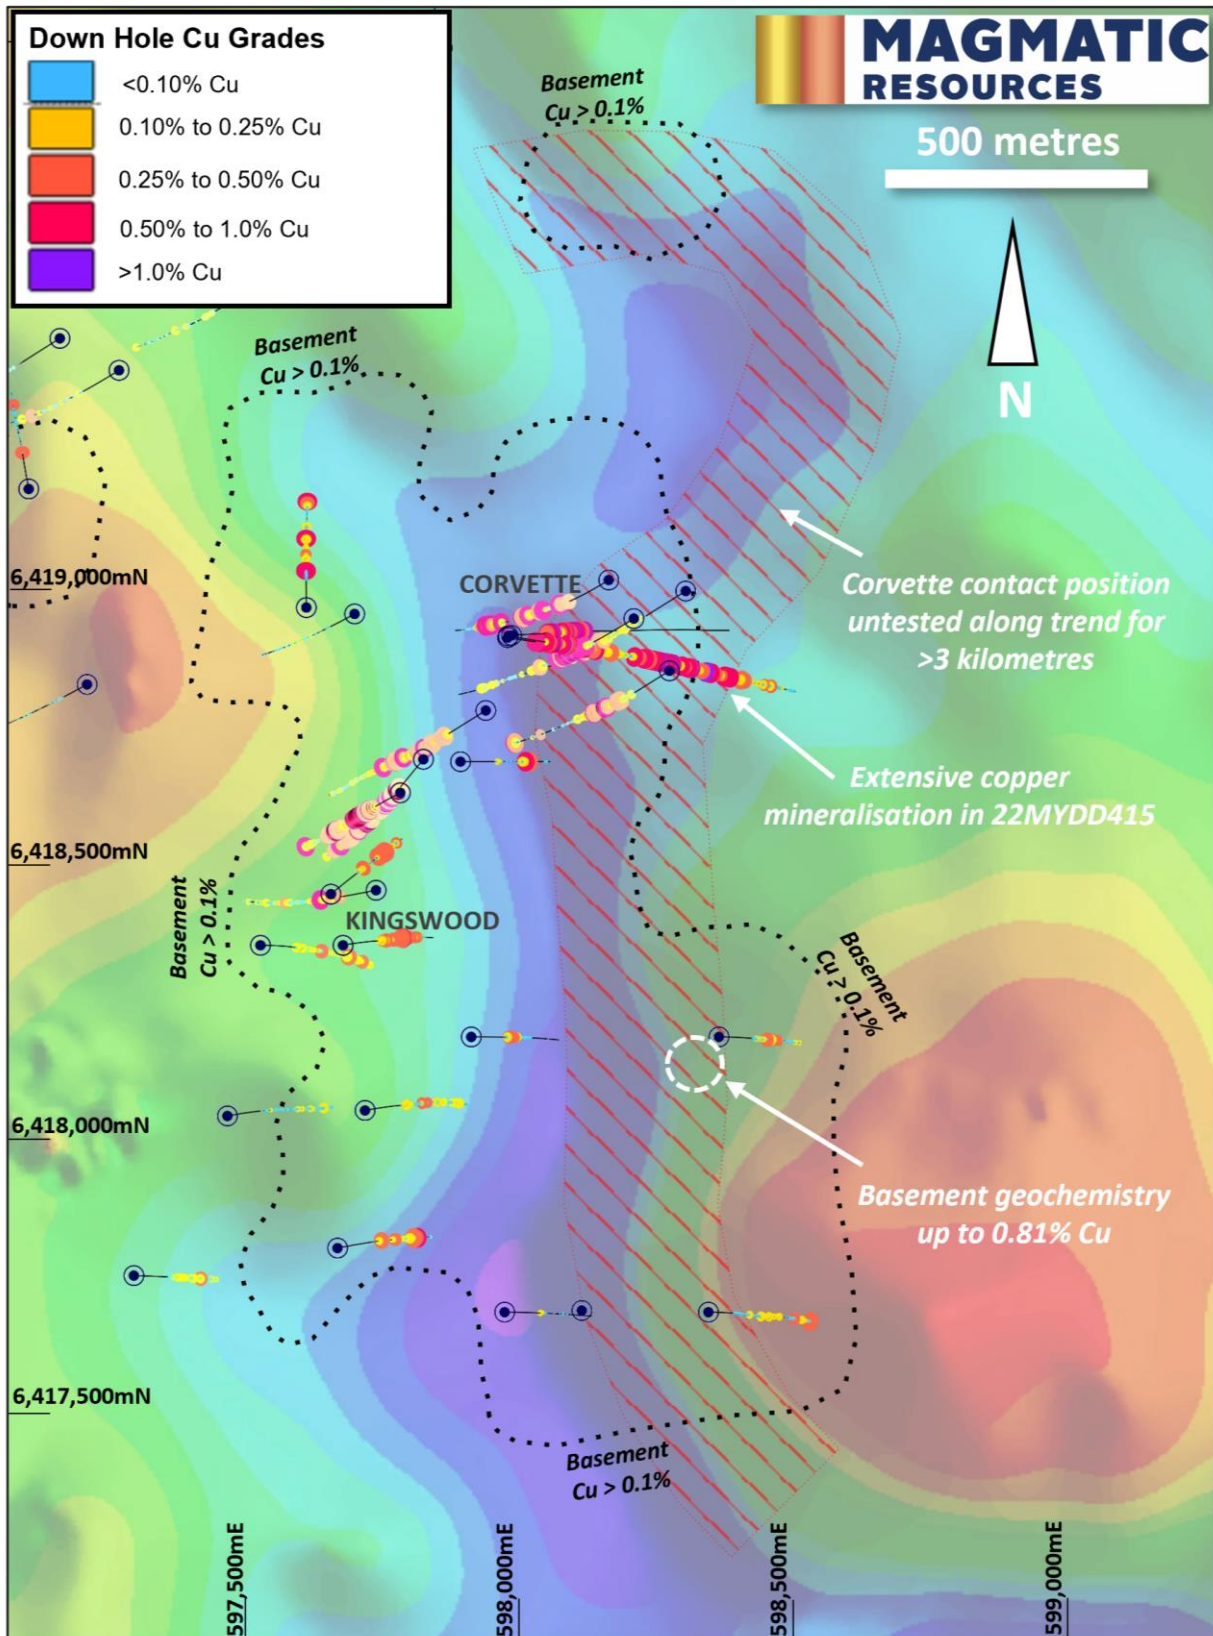 Down Hole Cu Grades
<0.10% Cu
0.10% to 0.25% Cu
0.25% to 0.50% Cu
0.50% to 1.0% Cu
>1.0% Cu
MAGMATIC
RESOURCES
500 metres
N
Basement
Cu > 0.1%
Basement
Cu > 0.1%
6,419,000mN
CORVETTE
Corvette contact position
untested along trend for
>3 kilometres
Extensive copper
mineralisation in 22MYDD415
6,418,500mN
KINGSWOOD
Basement
Cu > 0.1%
Basement
Cu > 0.1%
6,418,000mN
Basement geochemistry
up to 0.81% Cu
6,417,500mN
Basement
Cu > 0.1%
597,500mE
598,000mE
598,500mE
599,000mE